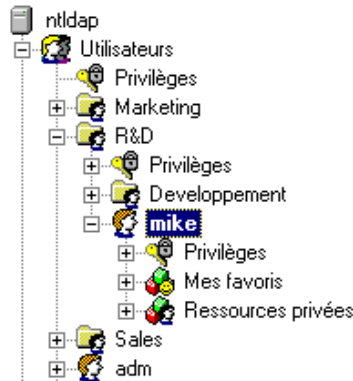 ntldap
Utilisateurs
Privilèges
Marketing
R&D
Privilèges
Developpement
mike
Privilèges
Mes favoris
Ressources privées
Sales
adm